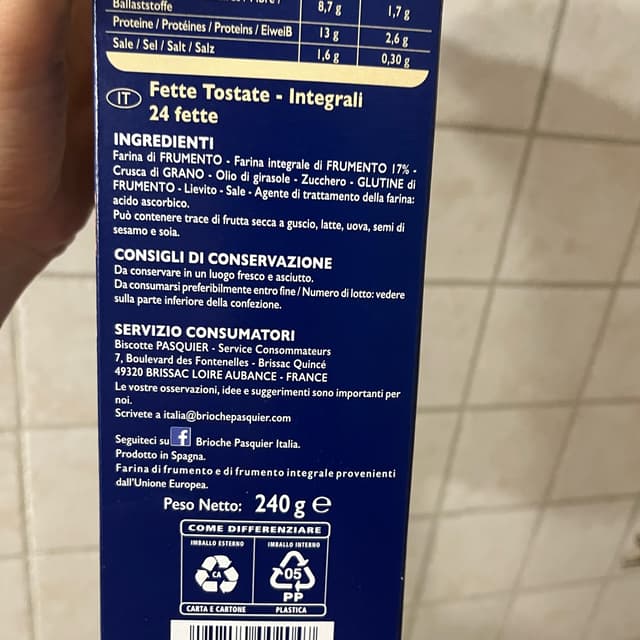 Ballaststoffe 8,7 g 1,7 g
Proteine / Protéines / Proteins / Eiweiß 13 g 2,6 g
Sale / Sel / Salt / Salz 1,6 g 0,30 g
IT Fette Tostate - Integrali
24 fette
INGREDIENTI
Farina di FRUMENTO - Farina integrale di FRUMENTO 17% -
Crusca di GRANO - Olio di girasole - Zucchero - GLUTINE di
FRUMENTO - Lievito - Sale - Agente di trattamento della farina:
acido ascorbico.
Può contenere trace di frutta secca a guscio, latte, uova, semi di
sesamo e soia.
CONSIGLI DI CONSERVAZIONE
Da conservare in un luogo fresco e asciutto.
Da consumarsi preferibilmente entro fine / Numero di lotto: vedere
sulla parte inferiore della confezione.
SERVIZIO CONSUMATORI
Biscotte PASQUIER - Service Consommateurs
7, Boulevard des Fontenelles - Brissac Quincé
49320 BRISSAC LOIRE AUBANCE - FRANCE
Le vostre osservazioni, idee e suggerimenti sono importanti per
noi.
Scrivete a italia@briochepasquier.com
Seguiteci su f Brioche Pasquier Italia.
Prodotto in Spagna.
Farina di frumento e di frumento integrale provenienti
dall'Unione Europea.
Peso Netto: 240 g e
COME DIFFERENZIARE
IMBALLO ESTERNO IMBALLO INTERNO
CA 05
PP
CARTA E CARTONE PLASTICA